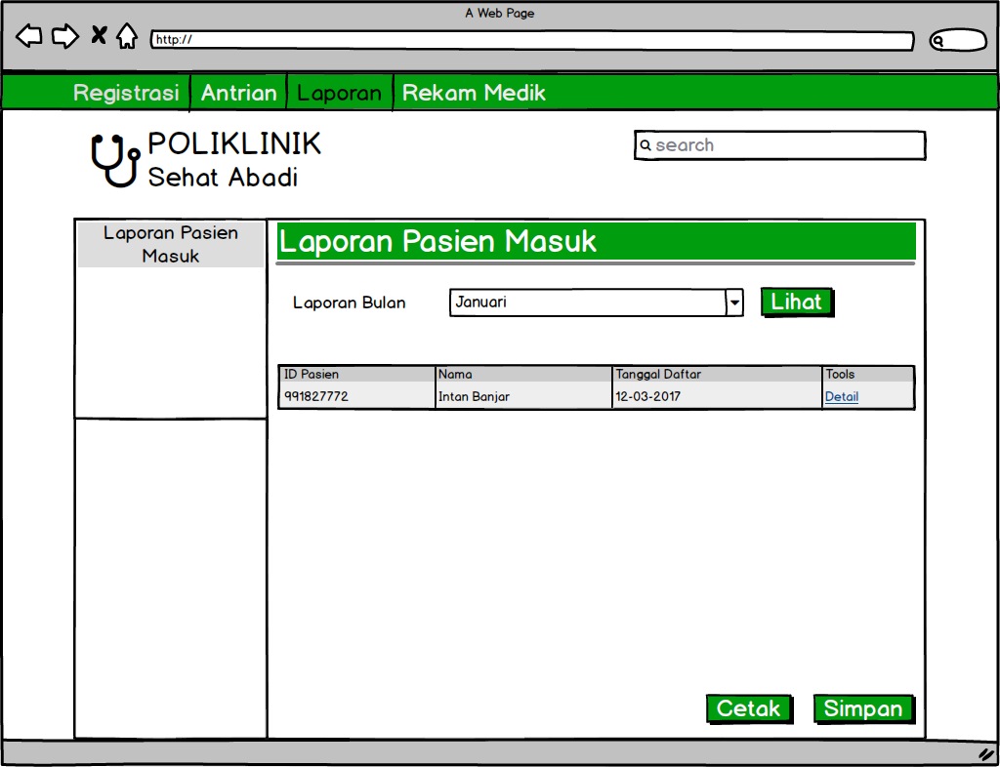 A Web Page
http://
Registrasi Antrian Laporan Rekam Medik
POLIKLINIK
Sehat Abadi
search
Laporan Pasien
Masuk
Laporan Pasien Masuk
Laporan Bulan Januari Lihat
ID Pasien Nama Tanggal Daftar Tools
991827772 Intan Banjar 12-03-2017 Detail
Cetak Simpan